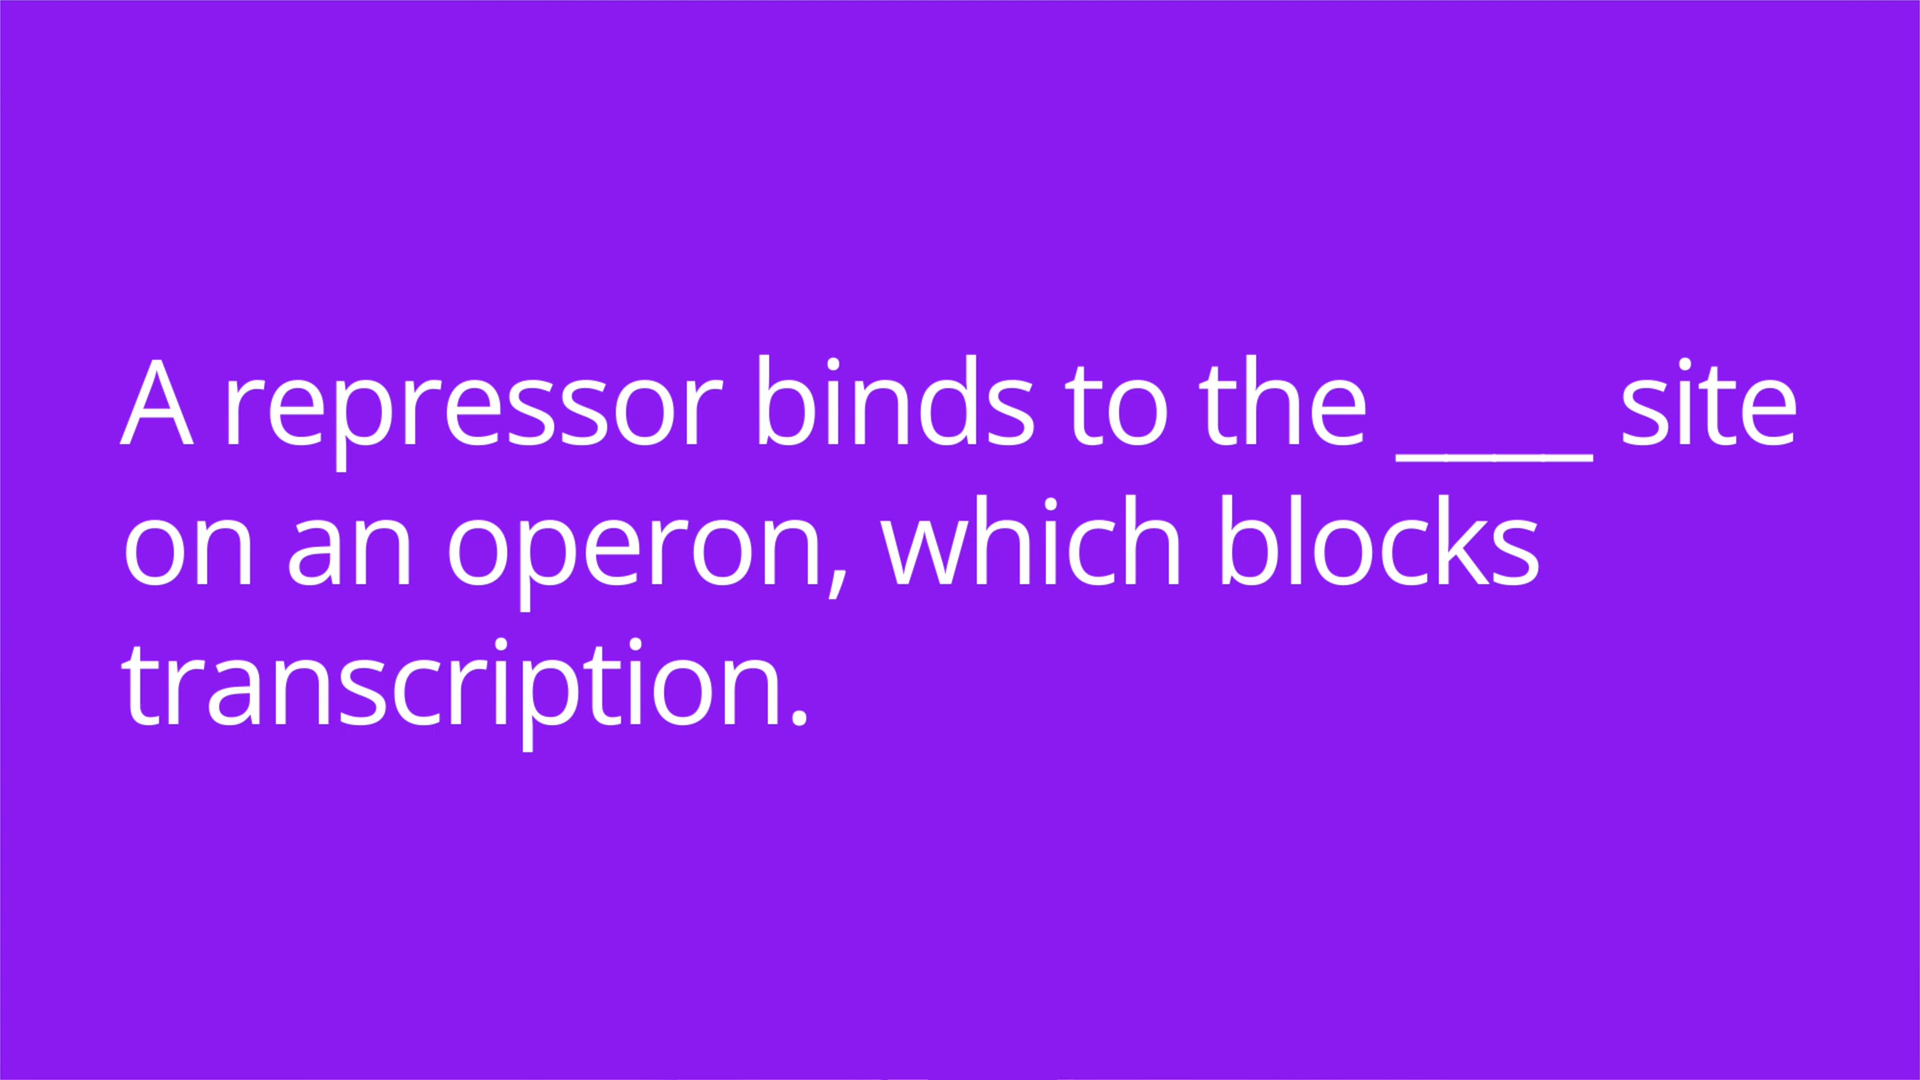 A repressor binds to the ____ site
on an operon, which blocks
transcription.